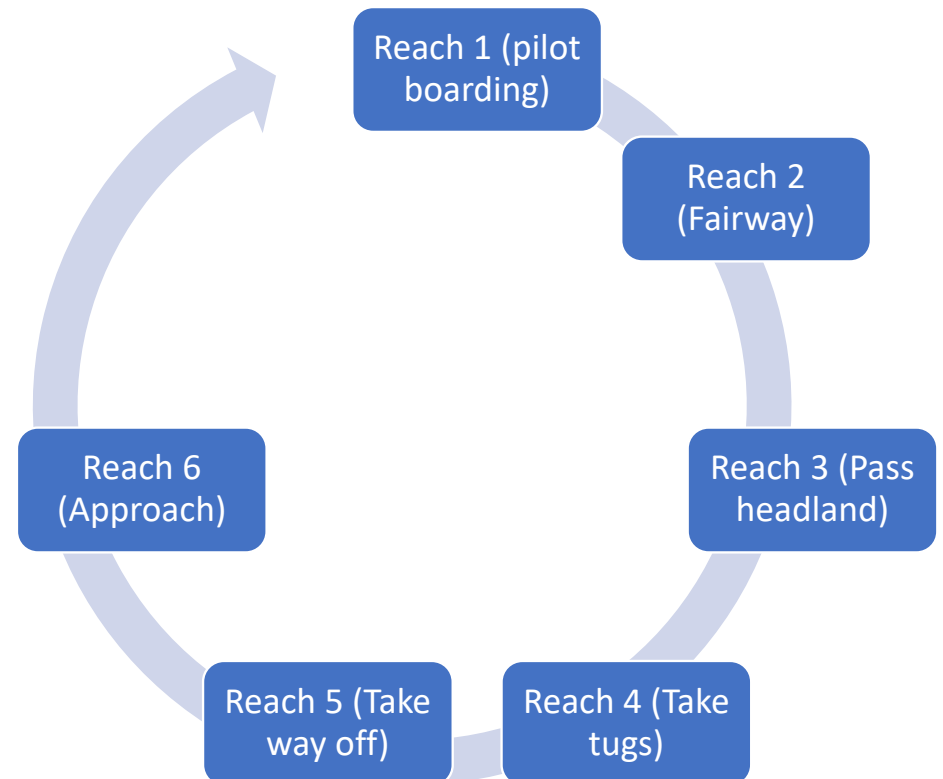 Reach 1 (pilot
boarding)
Reach 2
(Fairway)
Reach 3 (Pass
headland)
Reach 4 (Take
tugs)
Reach 5 (Take
way off)
Reach 6
(Approach)